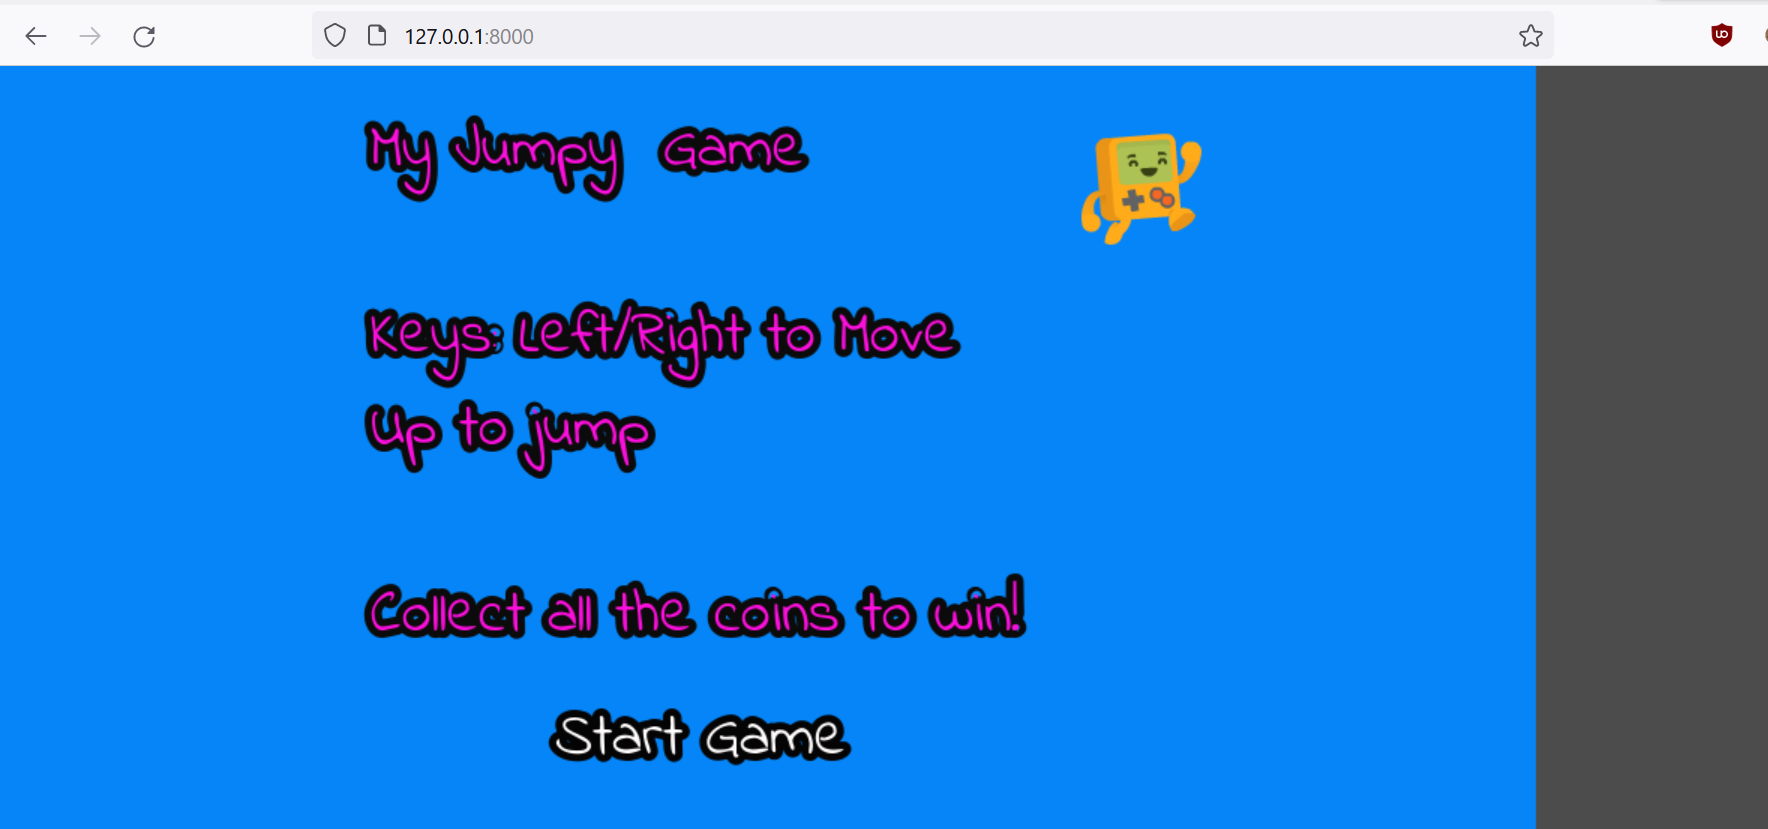 127.0.0.1:8000
My Jumpy Game
Keys: Left/Right to Move
Up to jump
Collect all the coins to win!
Start Game